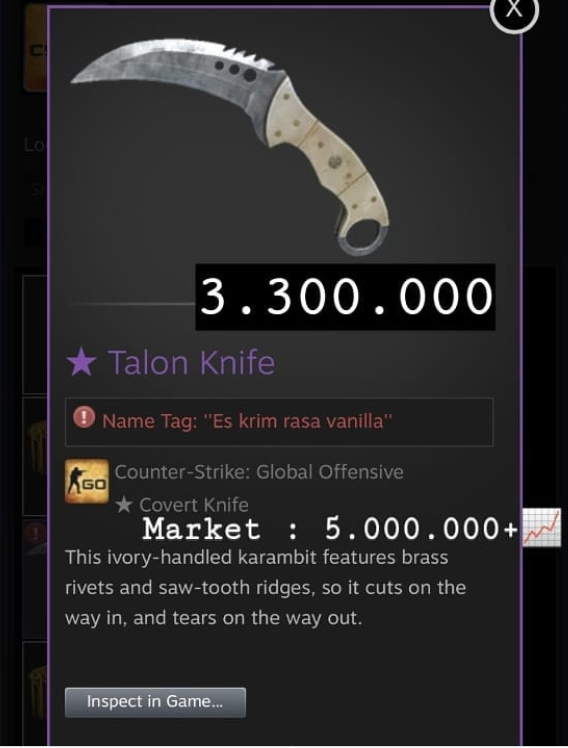 X
Lo
3.300.000
★ Talon Knife
Name Tag: ''Es krim rasa vanilla''
GO
Counter-Strike: Global Offensive
★ Covert Knife
Market : 5.000.000+
This ivory-handled karambit features brass
rivets and saw-tooth ridges, so it cuts on the
way in, and tears on the way out.
Inspect in Game...